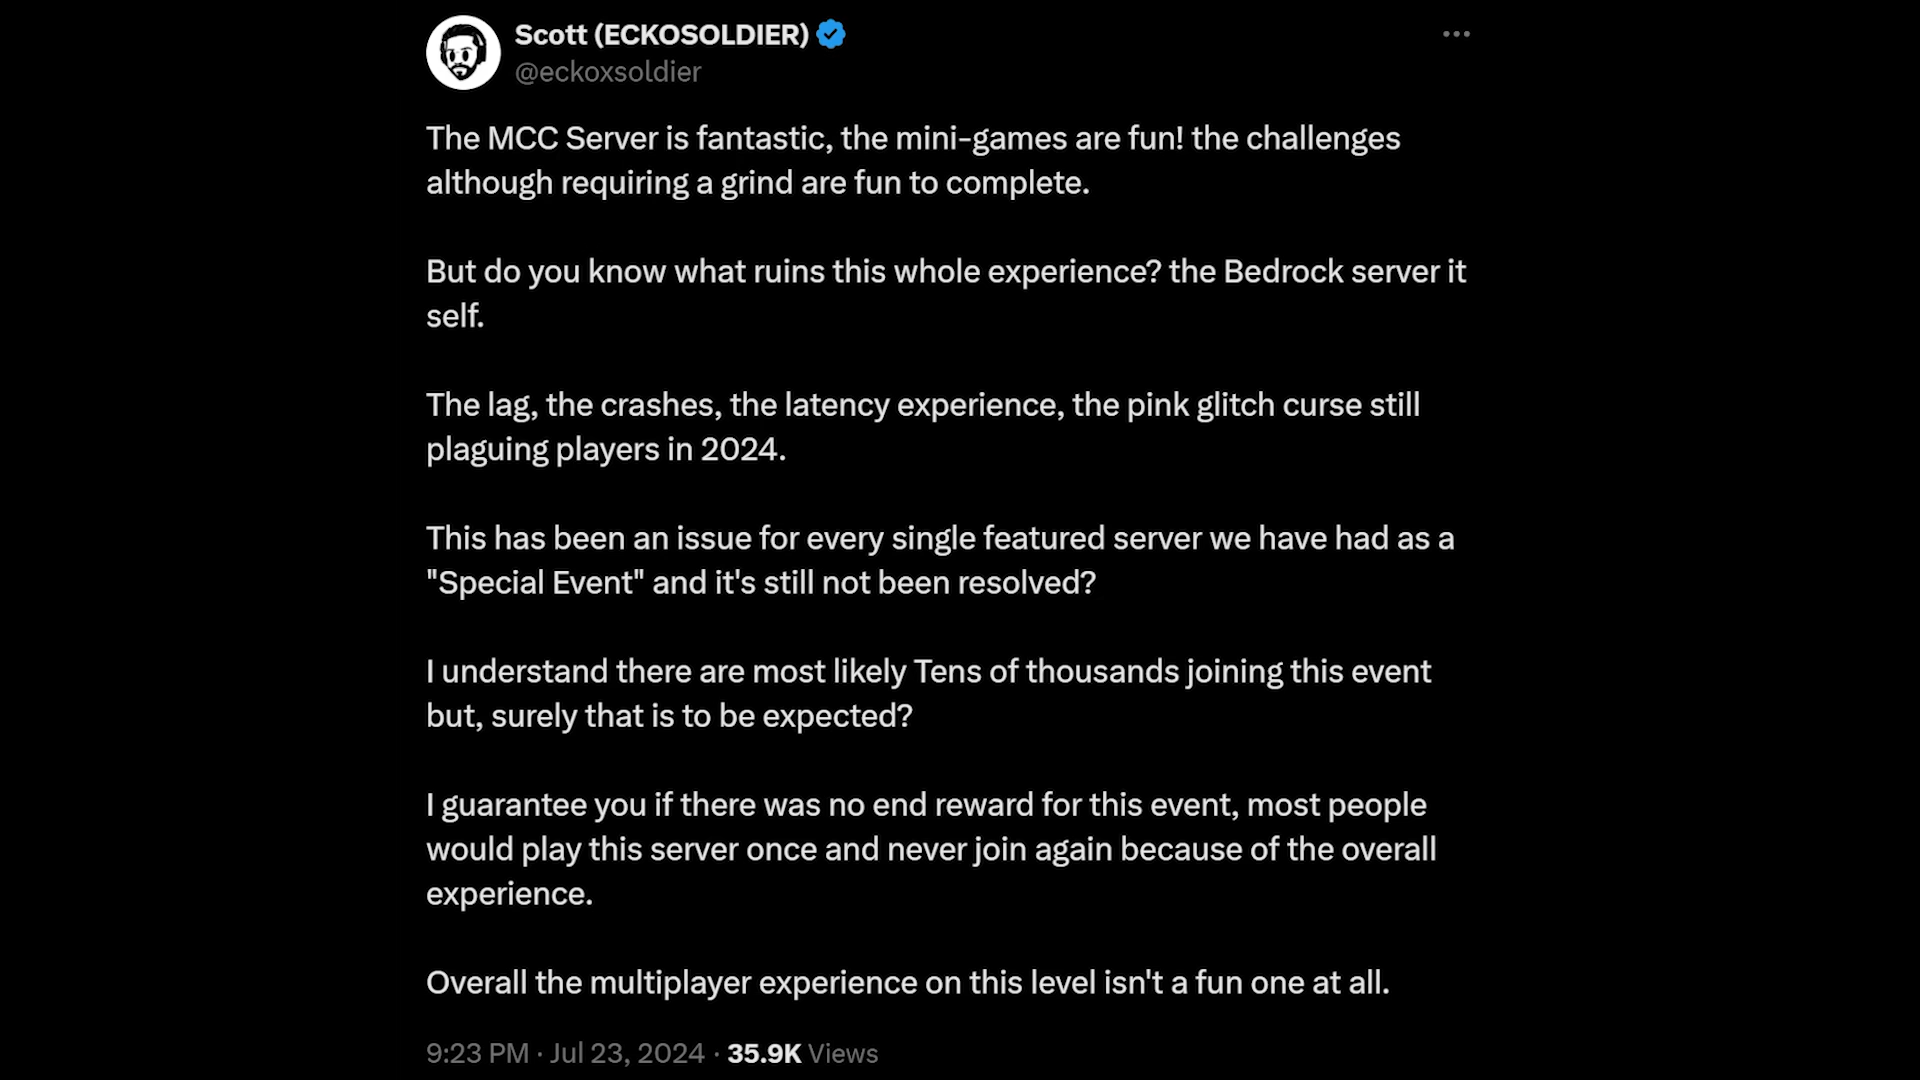 Scott (ECKOSOLDIER)
@eckoxsoldier
The MCC Server is fantastic, the mini-games are fun! the challenges
although requiring a grind are fun to complete.
But do you know what ruins this whole experience? the Bedrock server it
self.
The lag, the crashes, the latency experience, the pink glitch curse still
plaguing players in 2024.
This has been an issue for every single featured server we have had as a
"Special Event" and it's still not been resolved?
I understand there are most likely Tens of thousands joining this event
but, surely that is to be expected?
I guarantee you if there was no end reward for this event, most people
would play this server once and never join again because of the overall
experience.
Overall the multiplayer experience on this level isn't a fun one at all.
9:23 PM · Jul 23, 2024 · 35.9K Views